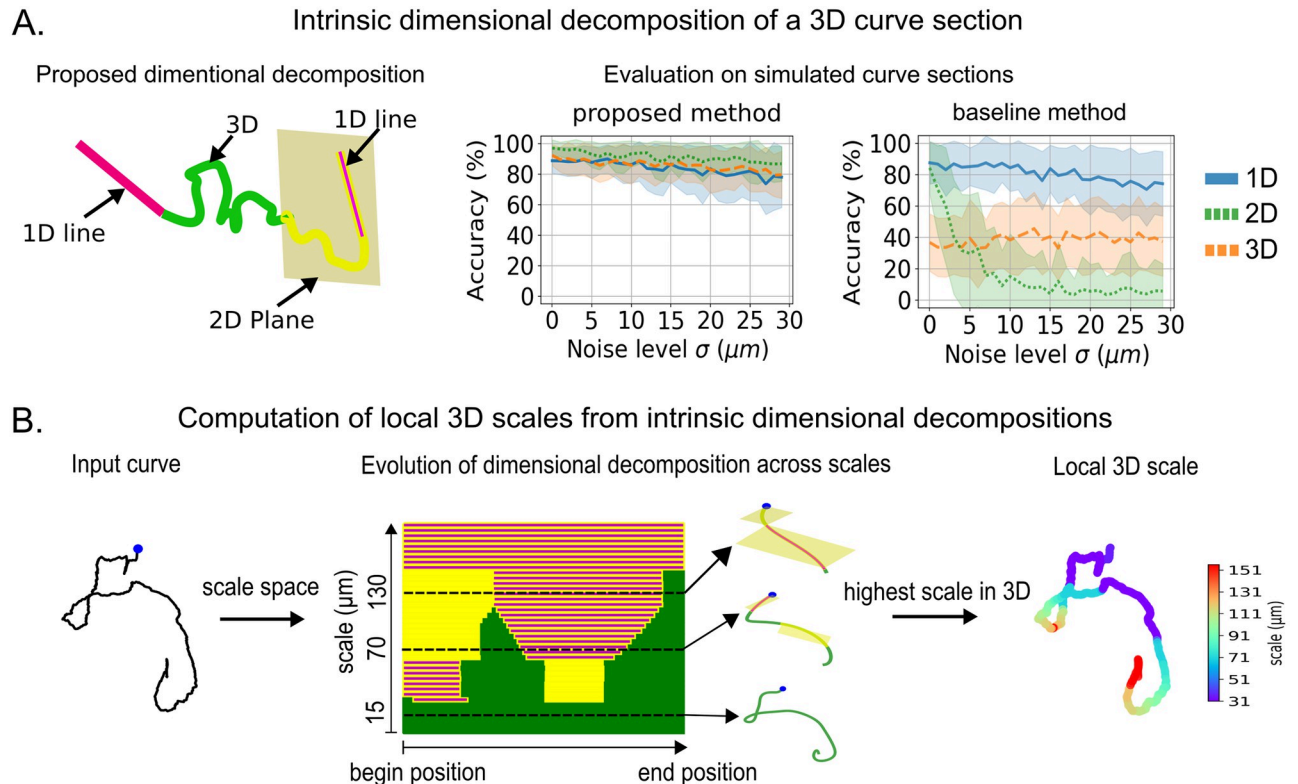 A.
Intrinsic dimensional decomposition of a 3D curve section
Proposed dimentional decomposition
Evaluation on simulated curve sections
3D
1D line
1D line
2D Plane
proposed method
Accuracy (%)
100
80
60
40
20
0
0 5 10 15 20 25 30
Noise level σ (μm)
baseline method
Accuracy (%)
100
80
60
40
20
0
0 5 10 15 20 25 30
Noise level σ (μm)
1D
2D
3D
B.
Computation of local 3D scales from intrinsic dimensional decompositions
Input curve
Evolution of dimensional decomposition across scales
Local 3D scale
scale space
scale (μm)
130
70
15
begin position
end position
highest scale in 3D
151
131
111
91
71
51
31
scale (μm)